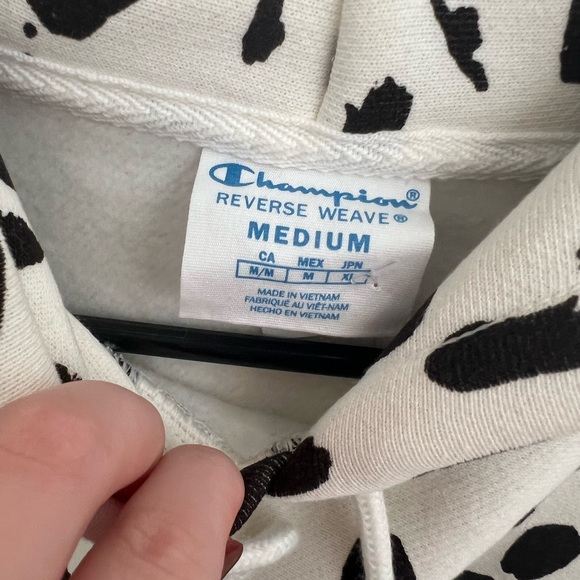 Champion®
REVERSE WEAVE®
MEDIUM
CA MEX JPN
M/M M XL
MADE IN VIETNAM
FABRIQUÉ AU VIÊT-NAM
HECHO EN VIETNAM